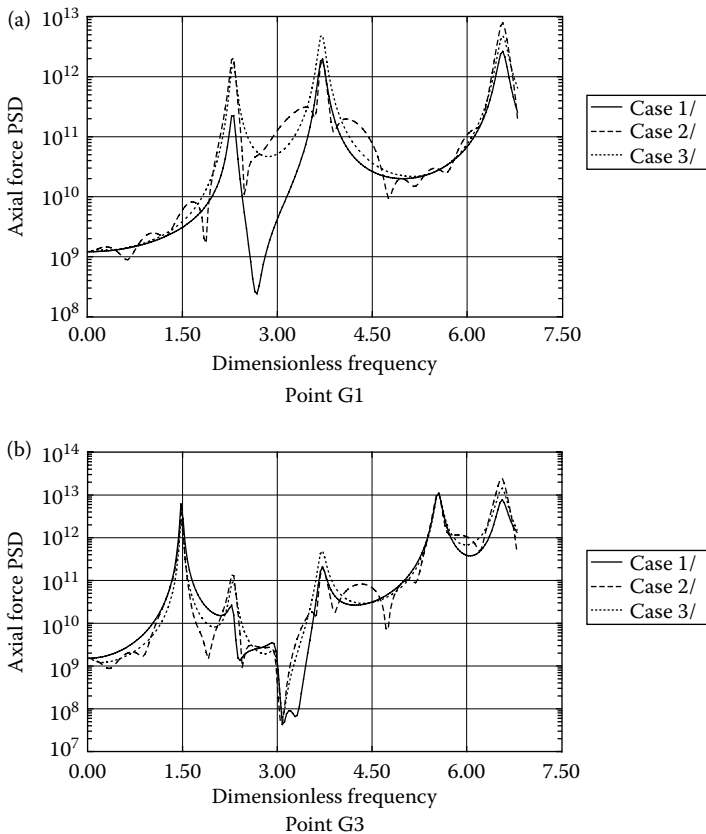 (a)
10^13
10^12
10^11
10^10
10^9
10^8
Axial force PSD
0.00 1.50 3.00 4.50 6.00 7.50
Dimensionless frequency
Point G1
Case 1/
Case 2/
Case 3/
(b)
10^14
10^13
10^12
10^11
10^10
10^9
10^8
10^7
Axial force PSD
0.00 1.50 3.00 4.50 6.00 7.50
Dimensionless frequency
Point G3
Case 1/
Case 2/
Case 3/